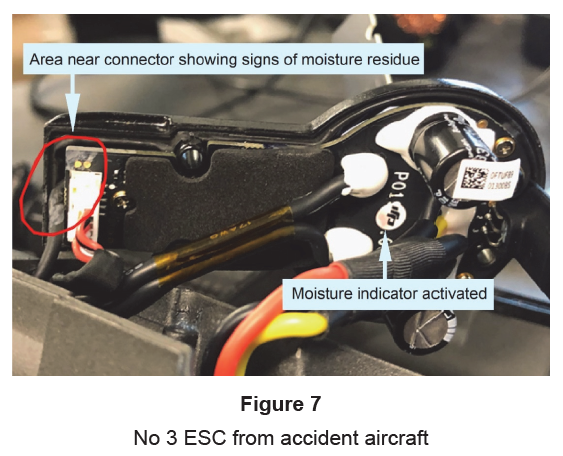 Area near connector showing signs of moisture residue
P01
Moisture indicator activated
Figure 7
No 3 ESC from accident aircraft